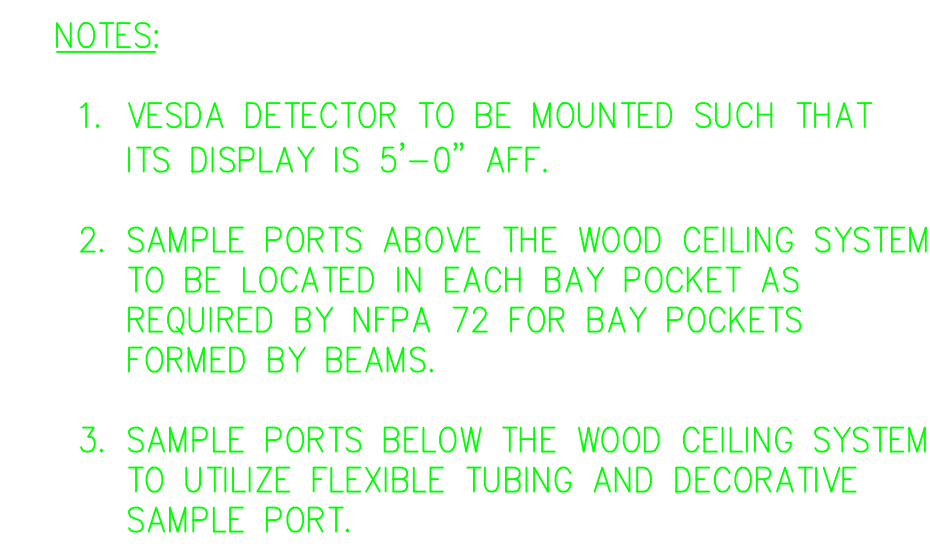 NOTES:
1. VESDA DETECTOR TO BE MOUNTED SUCH THAT
ITS DISPLAY IS 5'-0" AFF.
2. SAMPLE PORTS ABOVE THE WOOD CEILING SYSTEM
TO BE LOCATED IN EACH BAY POCKET AS
REQUIRED BY NFPA 72 FOR BAY POCKETS
FORMED BY BEAMS.
3. SAMPLE PORTS BELOW THE WOOD CEILING SYSTEM
TO UTILIZE FLEXIBLE TUBING AND DECORATIVE
SAMPLE PORT.